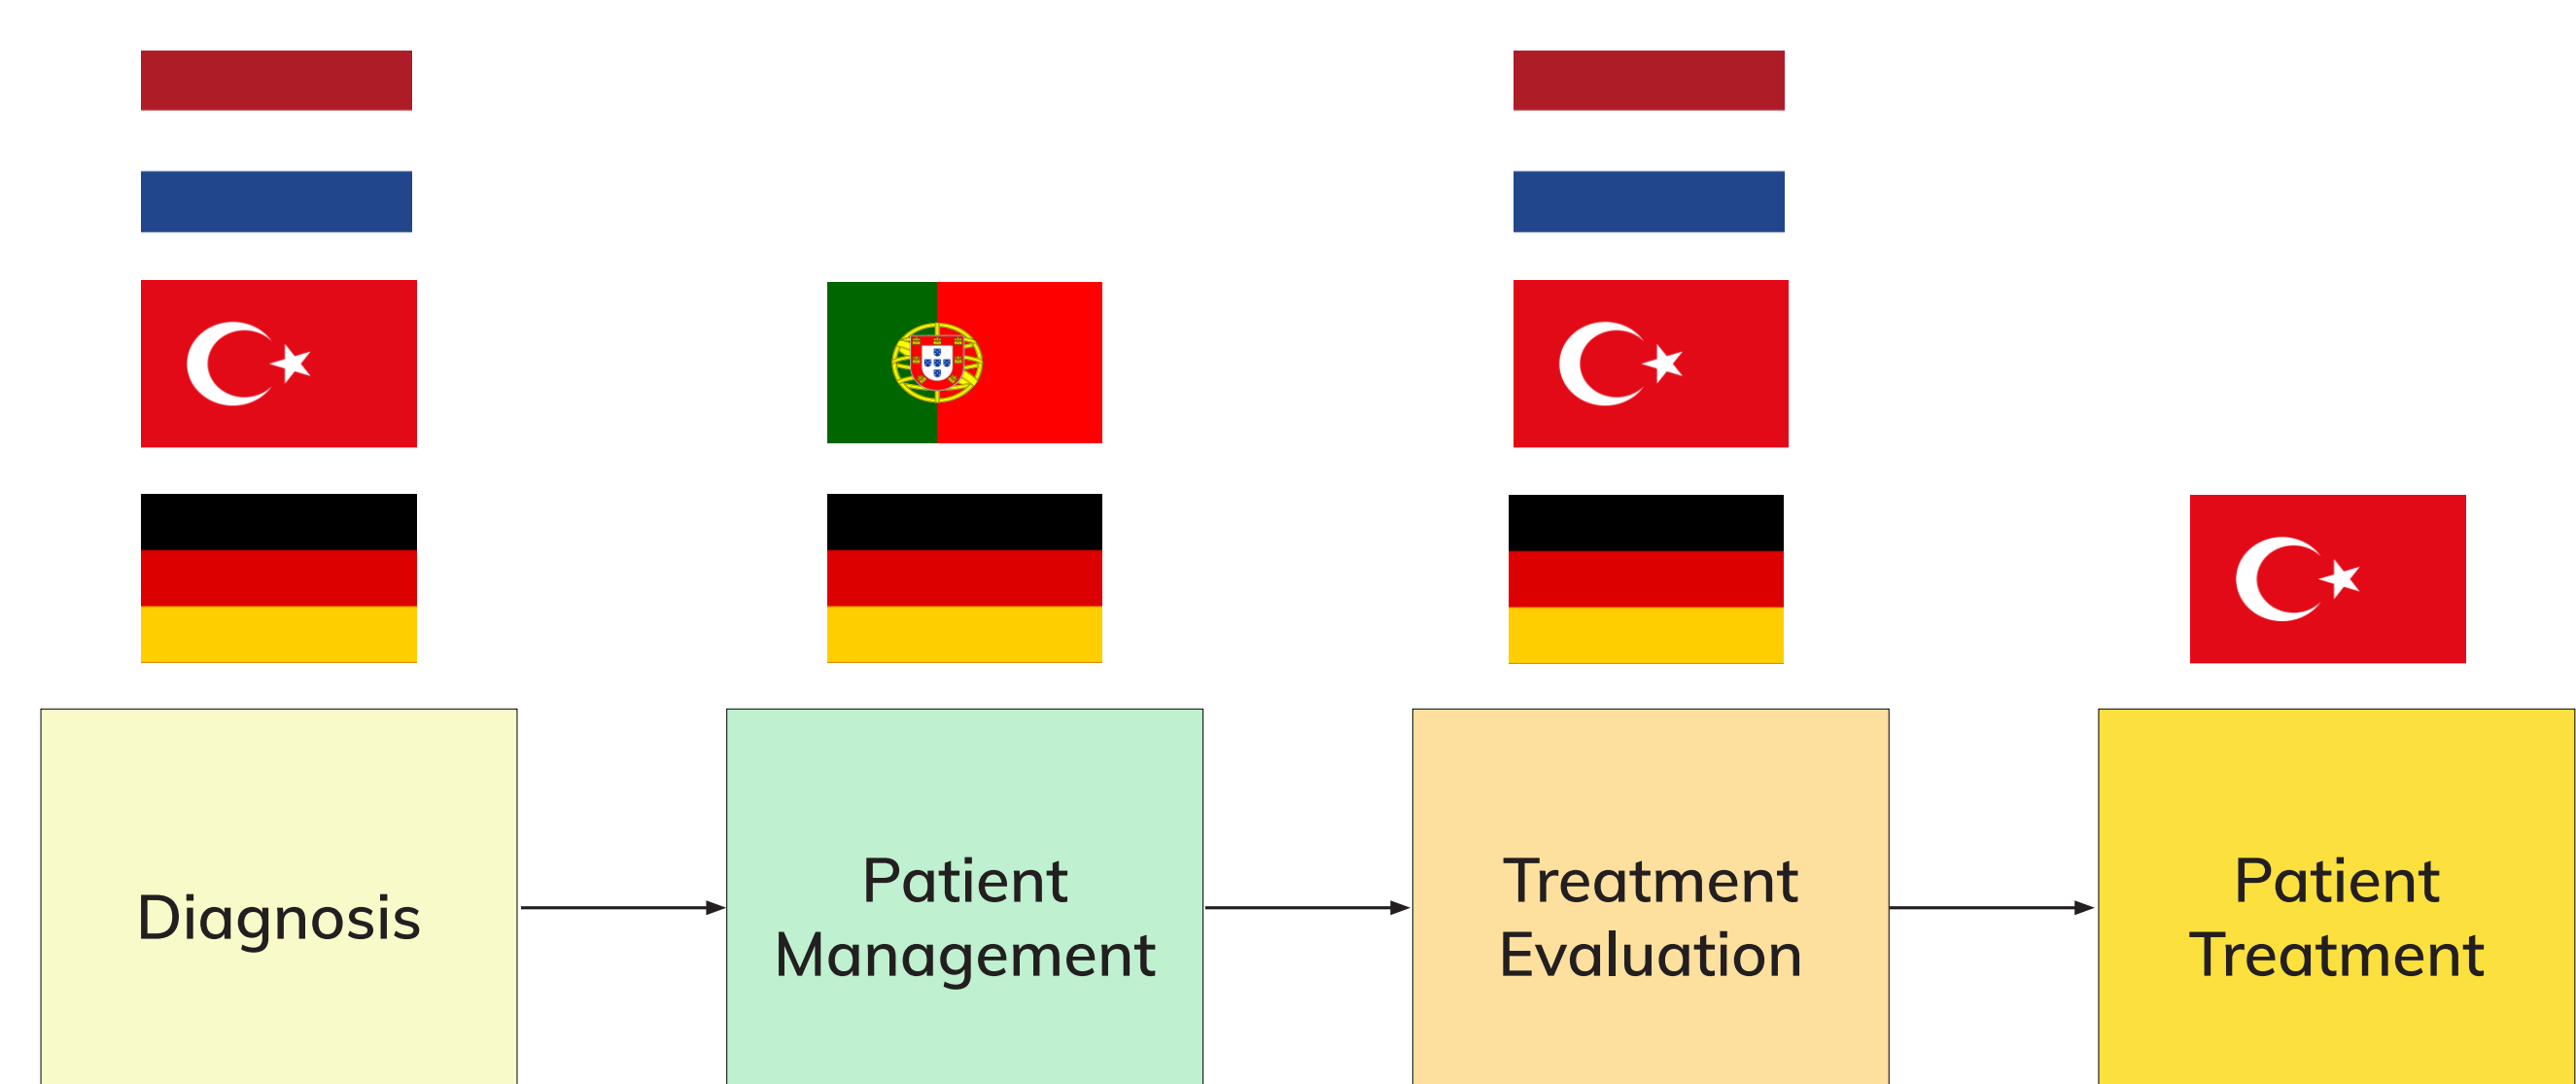 Diagnosis
Patient
Management
Treatment
Evaluation
Patient
Treatment